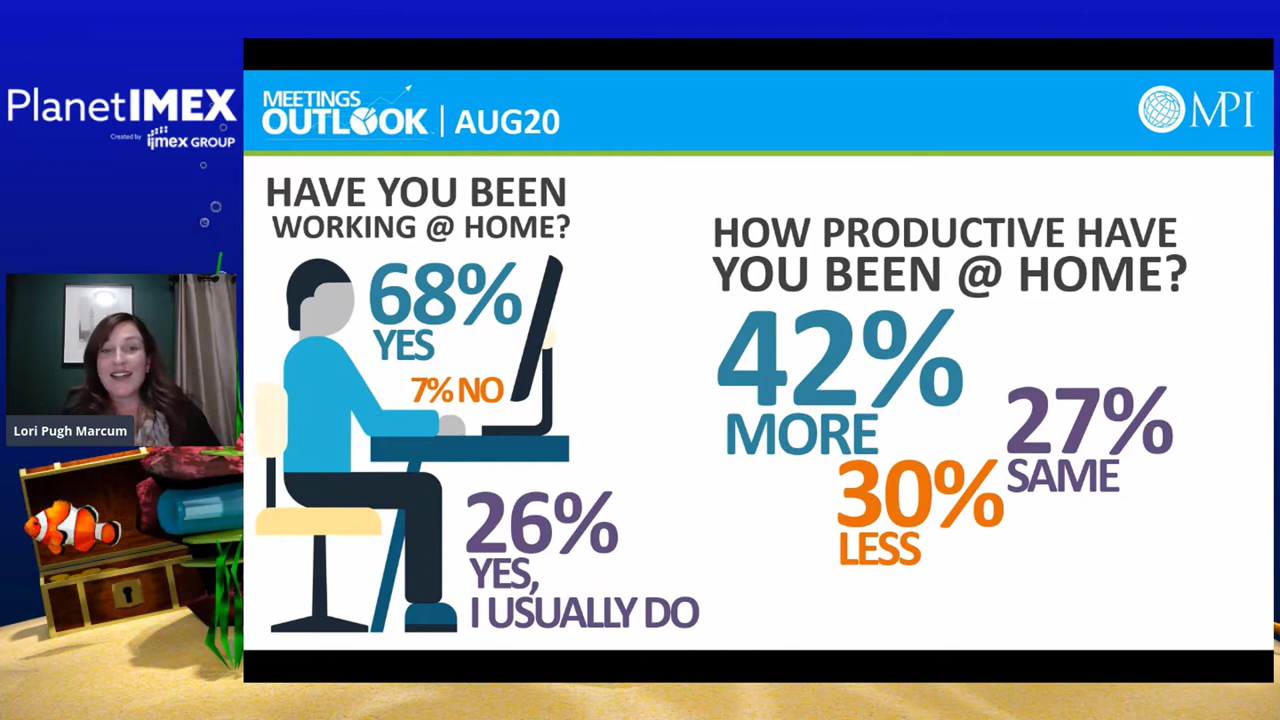 PlanetIMEX
Created by imex GROUP
Lori Pugh Marcum
MEETINGS
OUTLOOK | AUG20
MPI
HAVE YOU BEEN
WORKING @ HOME?
68%
YES
7% NO
26%
YES,
I USUALLY DO
HOW PRODUCTIVE HAVE
YOU BEEN @ HOME?
42%
MORE
27%
SAME
30%
LESS